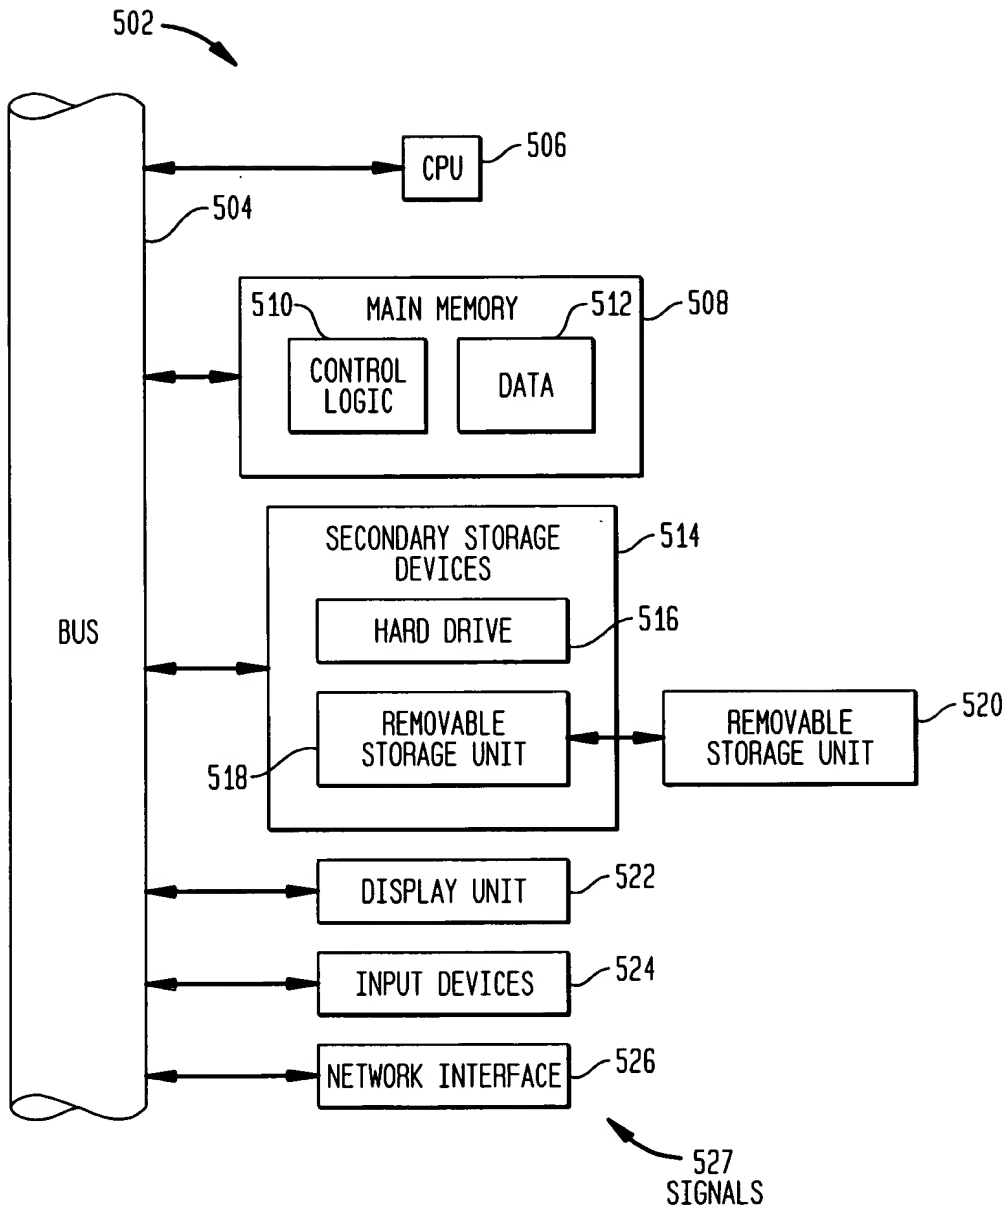 502
CPU
506
504
MAIN MEMORY
510
512
508
CONTROL
LOGIC
DATA
SECONDARY STORAGE
DEVICES
514
HARD DRIVE
516
BUS
REMOVABLE
STORAGE UNIT
518
REMOVABLE
STORAGE UNIT
520
DISPLAY UNIT
522
INPUT DEVICES
524
NETWORK INTERFACE
526
527
SIGNALS